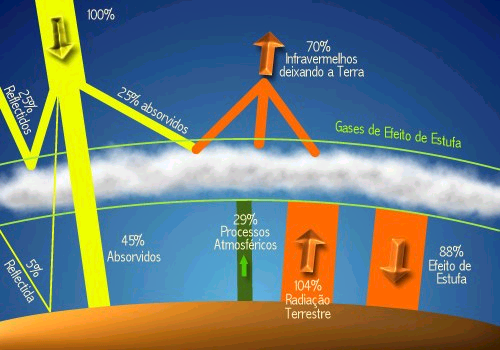 100%
70%
Infravermelhos
deixando a Terra
25%
Reflectidos
25% absorvidos
Gases de Efeito de Estufa
29%
Processos
Atmosféricos
45%
Absorvidos
88%
Efeito de
Estufa
5%
Reflectida
104%
Radiação
Terrestre